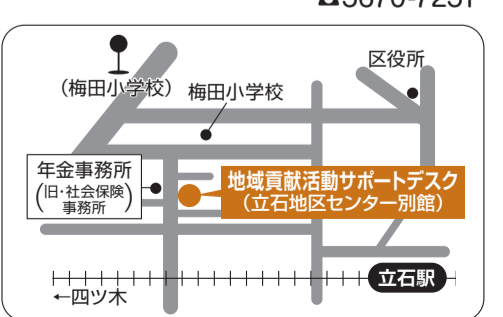 区役所
(梅田小学校)
梅田小学校
年金事務所
(旧・社会保険
事務所)
地域貢献活動サポートデスク
(立石地区センター別館)
立石駅
←四ツ木